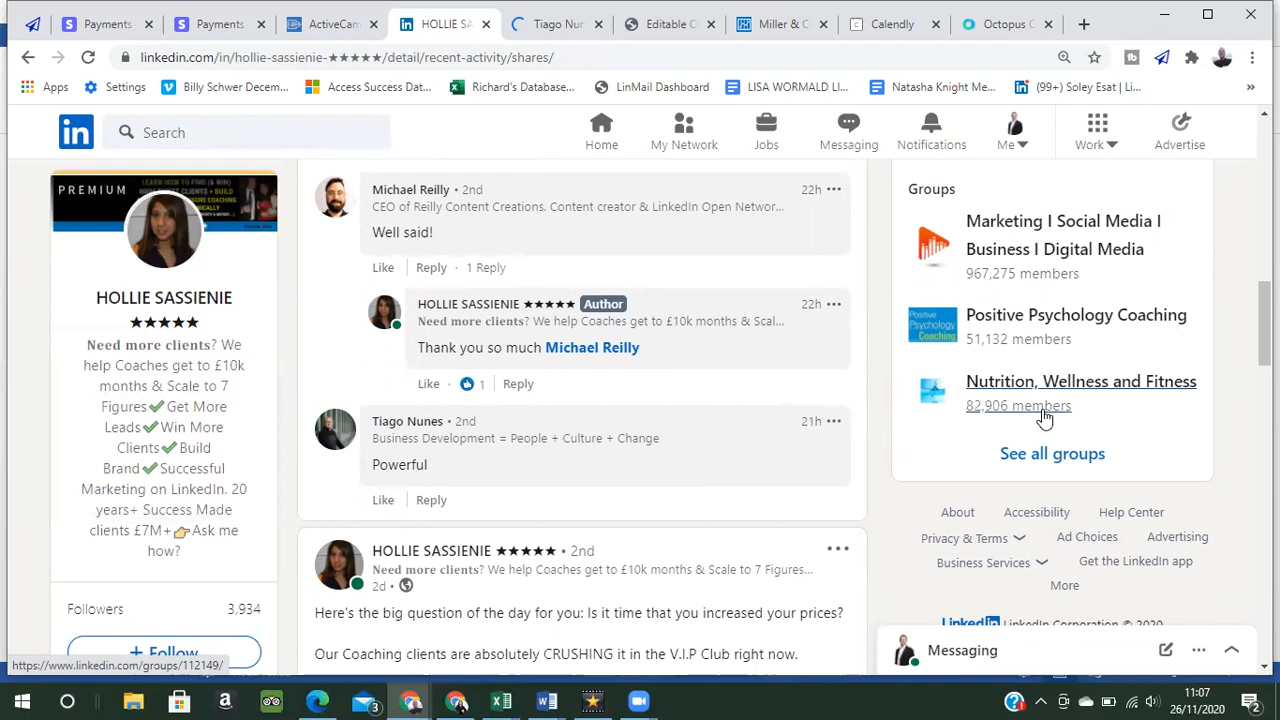 Payments
Payments
ActiveCam
HOLLIE SAS
Tiago Nun
Editable C
Miller & C
Calendly
Octopus C
linkedin.com/in/hollie-sassienie-★★★★★/detail/recent-activity/shares/
Apps
Settings
Billy Schwer Decem...
Access Success Dat...
Richard's Database...
LinMail Dashboard
LISA WORMALD LI...
Natasha Knight Me...
(99+) Soley Esat | Li...
»
in
Search
Home
My Network
Jobs
Messaging
Notifications
Me
Work
Advertise
PREMIUM
HOLLIE SASSIENIE
★★★★★
Need more clients? We
help Coaches get to £10k
months & Scale to 7
Figures✔Get More
Leads✔Win More
Clients✔Build
Brand✔Successful
Marketing on LinkedIn. 20
years+ Success Made
clients £7M+👉Ask me
how?
Followers 3,934
+ Follow
https://www.linkedin.com/groups/112149/
Michael Reilly • 2nd 22h •••
CEO of Reilly Content Creations. Content creator & LinkedIn Open Networ...
Well said!
Like | Reply · 1 Reply
HOLLIE SASSIENIE ★★★★★ Author 22h •••
Need more clients? We help Coaches get to £10k months & Scal...
Thank you so much Michael Reilly
Like · 1 | Reply
Tiago Nunes • 2nd 21h •••
Business Development = People + Culture + Change
Powerful
Like | Reply
HOLLIE SASSIENIE ★★★★★ • 2nd •••
Need more clients? We help Coaches get to £10k months & Scale to 7 Figures...
2d •
Here's the big question of the day for you: Is it time that you increased your prices?
Our Coaching clients are absolutely CRUSHING it in the V.I.P Club right now.
Groups
Marketing I Social Media I
Business I Digital Media
967,275 members
Positive Psychology Coaching
Positive Psychology Coaching
51,132 members
Nutrition, Wellness and Fitness
82,906 members
See all groups
About Accessibility Help Center
Privacy & Terms Ad Choices Advertising
Business Services Get the LinkedIn app
More
LinkedIn LinkedIn Corporation © 2020
Messaging
3
11:07
26/11/2020
2